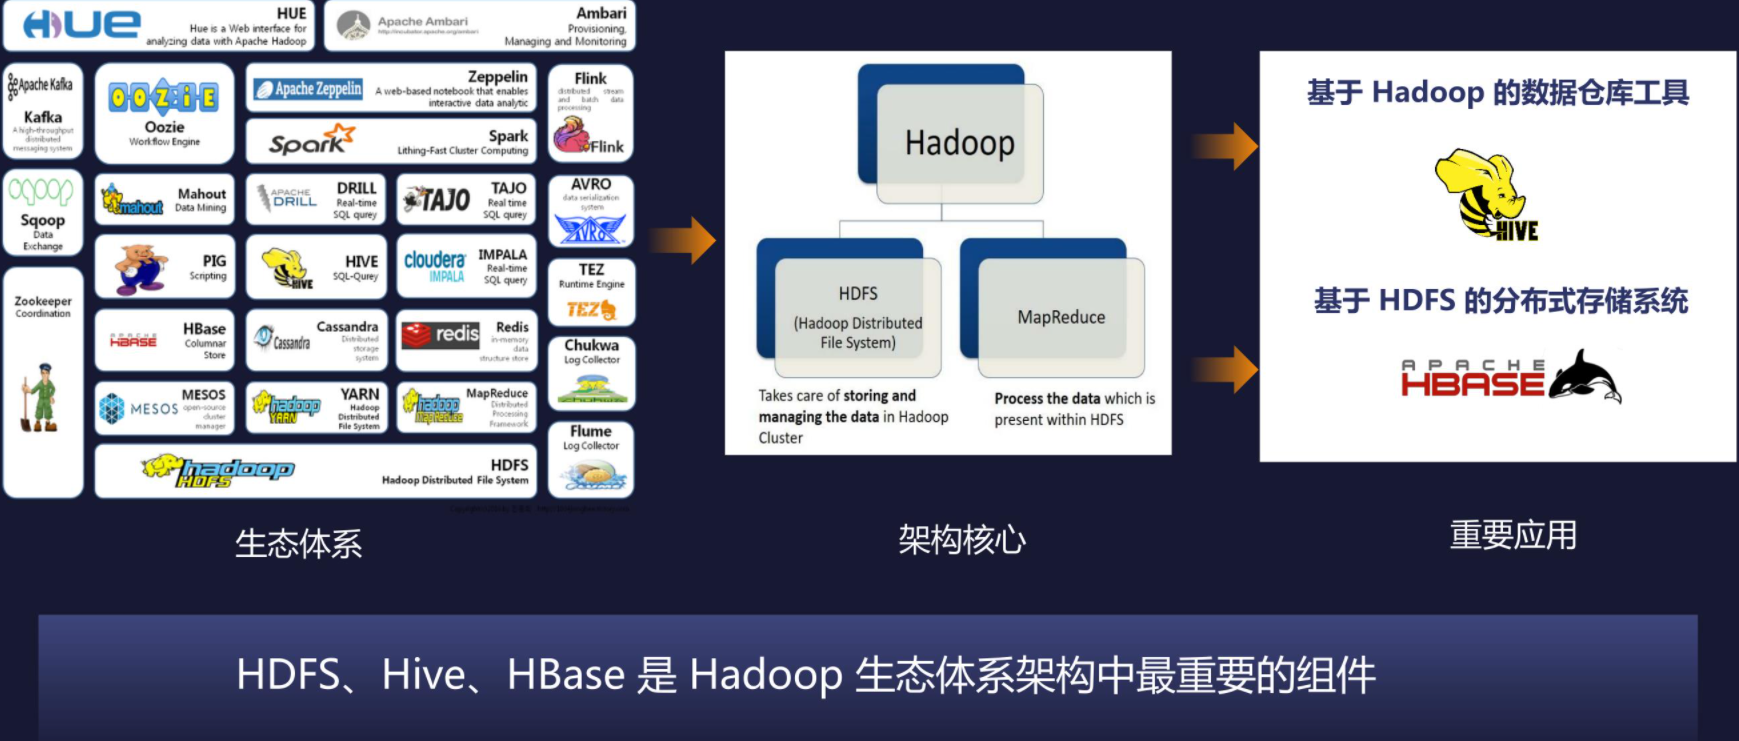 HUE
HUE
Hue is a Web interface for
analyzing data with Apache Hadoop
Apache Ambari
http://incubator.apache.org/ambari
Ambari
Provisioning,
Managing and Monitoring
Apache Kafka
Kafka
A high-throughput
distributed
messaging system
OOZIE
Oozie
Workflow Engine
Apache Zeppelin
Zeppelin
A web-based notebook that enables
interactive data analytic
Spark
Spark
Lithing-Fast Cluster Computing
Flink
distributed stream
and batch data
processing
Flink
sqoop
Sqoop
Data
Exchange
mahout
Mahout
Data Mining
APACHE
DRILL
DRILL
Real-time
SQL qurey
TAJO
TAJO
Real time
SQL qurey
AVRO
data serialization
system
AVRO
PIG
Scripting
HIVE
HIVE
SQL-Qurey
cloudera
IMPALA
IMPALA
Real-time
SQL qurey
TEZ
Runtime Engine
TEZ
Zookeeper
Coordination
APACHE
HBASE
HBase
Columnar
Store
Cassandra
Cassandra
Distributed
storage
system
redis
Redis
in-memory
data
structure store
Chukwa
Log Collector
MESOS
MESOS
open-source
cluster
manager
hadoop
YARN
YARN
Hadoop
Distributed
File System
hadoop
MapReduce
MapReduce
Distributed
Processing
Framework
Flume
Log Collector
hadoop
HDFS
HDFS
Hadoop Distributed File System
生态体系
Hadoop
HDFS
(Hadoop Distributed
File System)
MapReduce
Takes care of storing and
managing the data in Hadoop
Cluster
Process the data which is
present within HDFS
架构核心
基于 Hadoop 的数据仓库工具
HIVE
基于 HDFS 的分布式存储系统
APACHE
HBASE
重要应用
HDFS、Hive、HBase 是 Hadoop 生态体系架构中最重要的组件